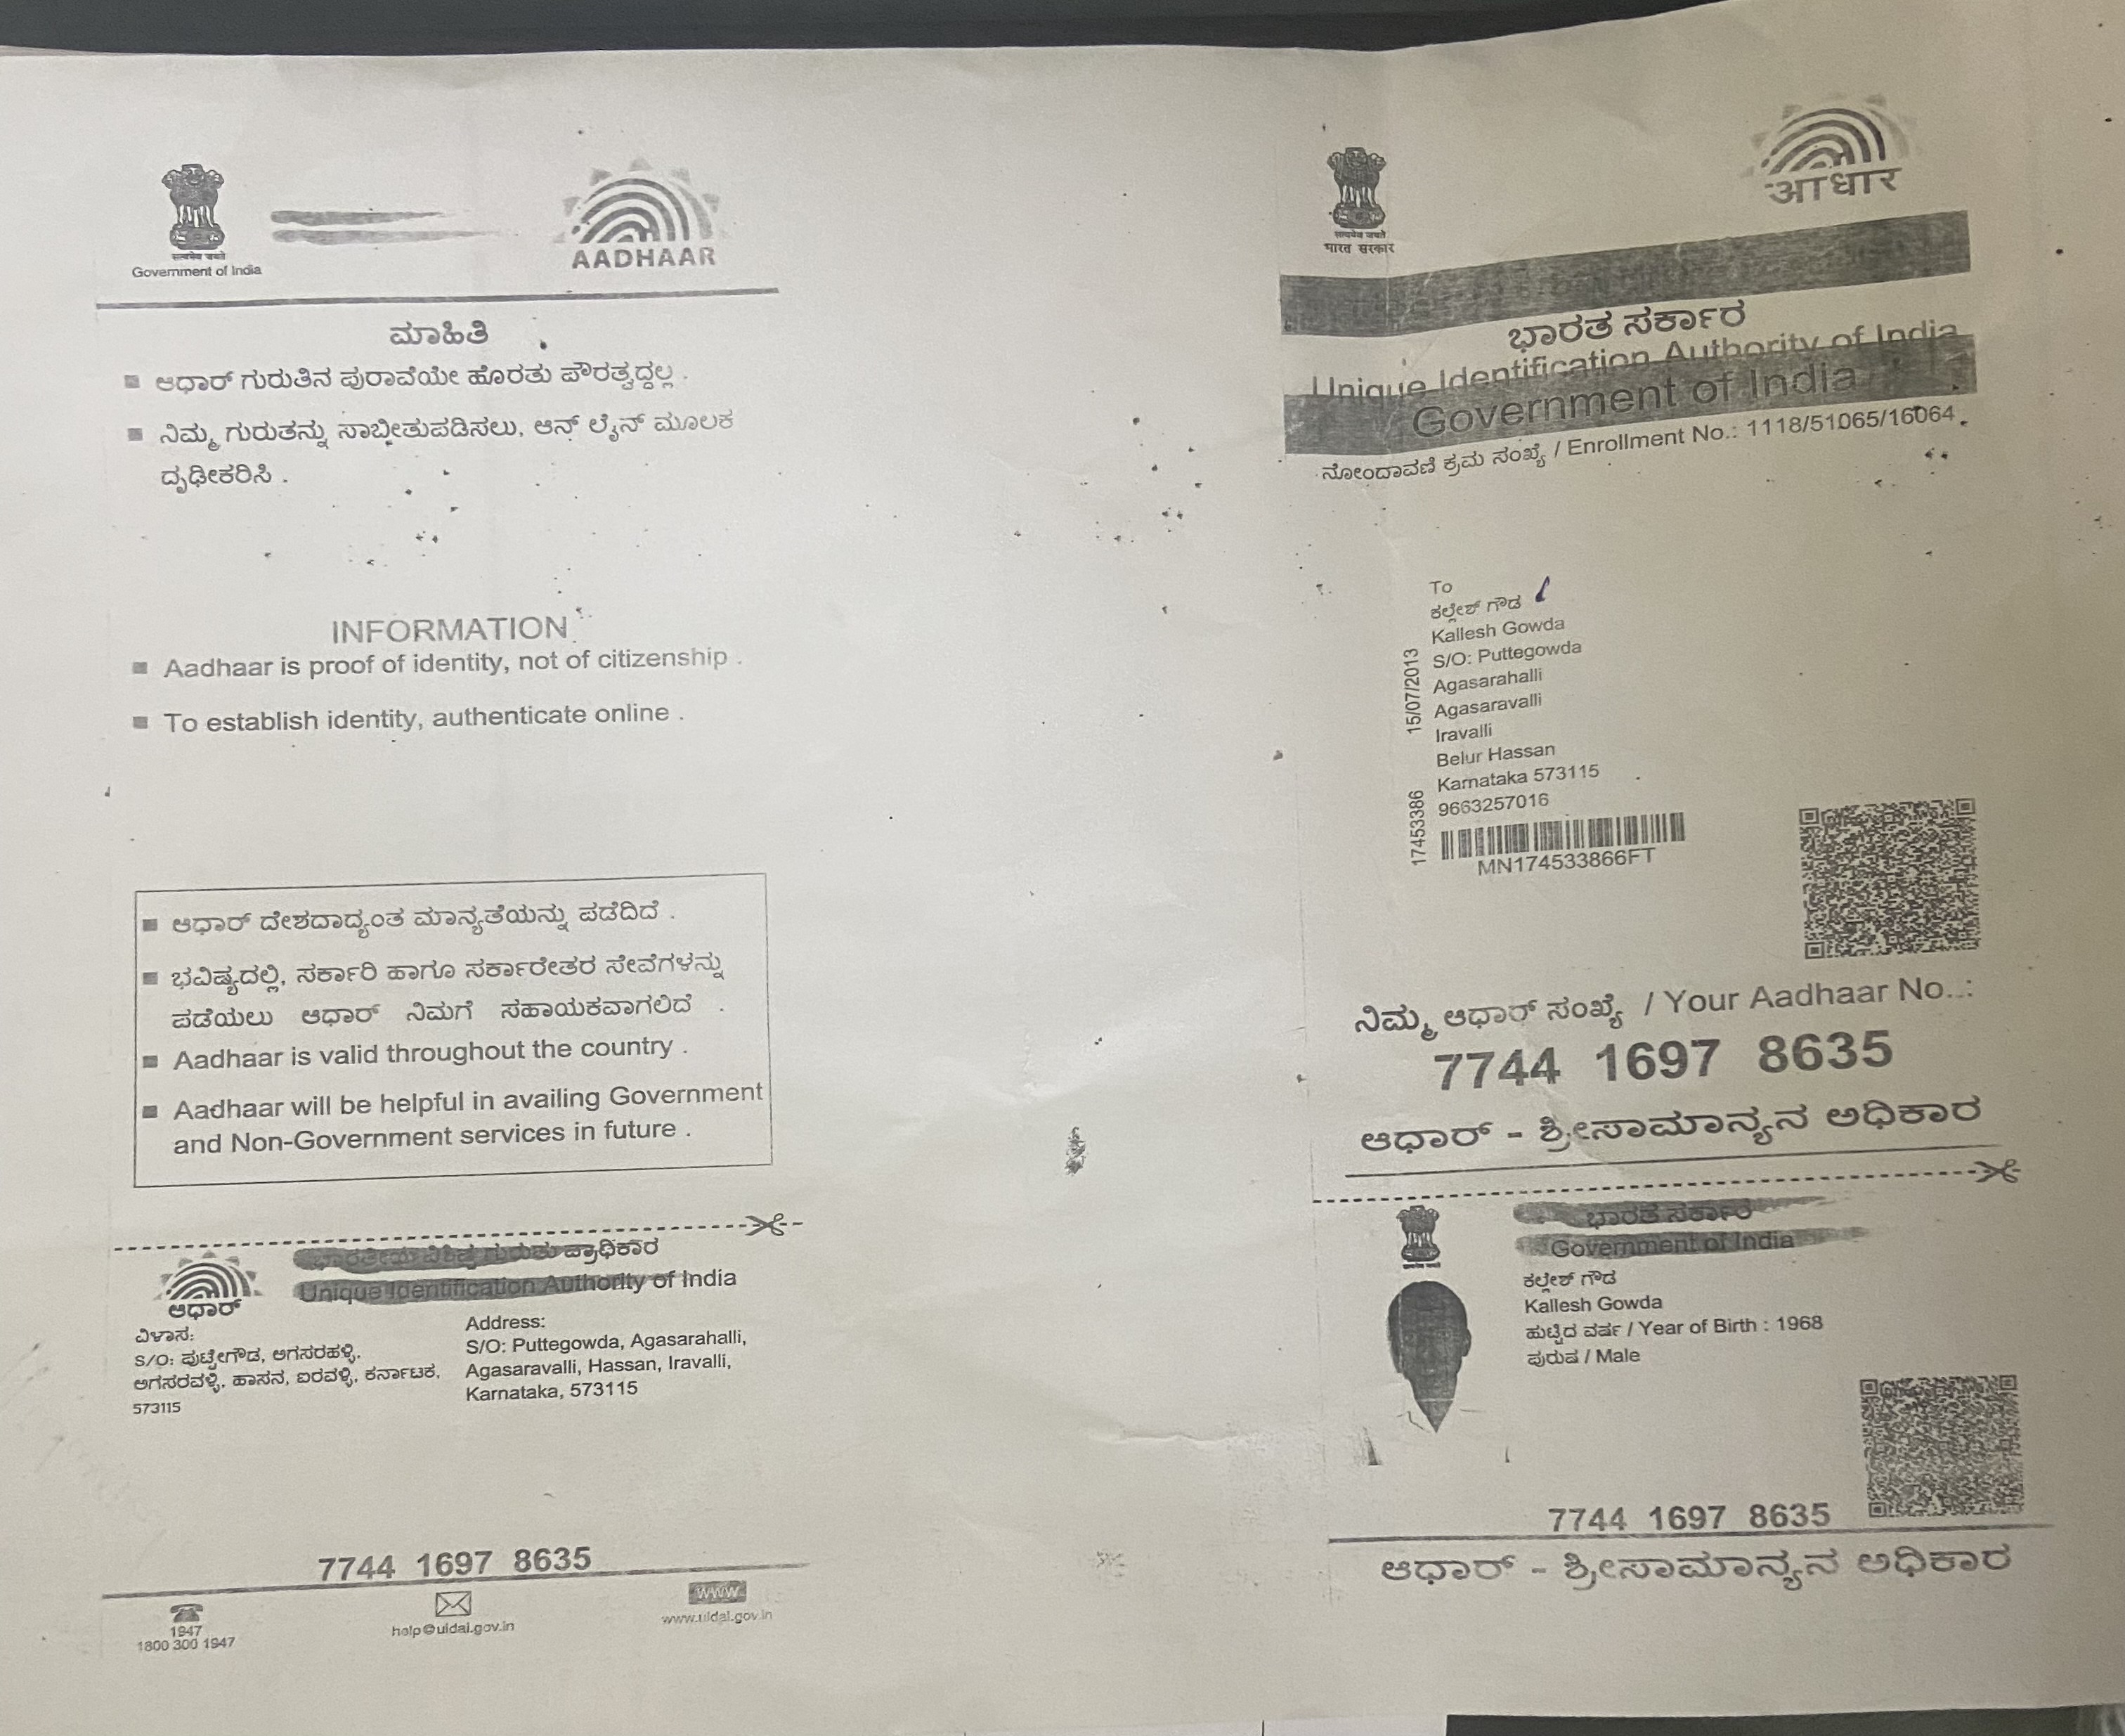 सत्यमेव जयते
Government of India
AADHAAR
ಮಾಹಿತಿ
ಆಧಾರ್ ಗುರುತಿನ ಪುರಾವೆಯೇ ಹೊರತು ಪೌರತ್ವದ್ದಲ್ಲ .
ನಿಮ್ಮ ಗುರುತನ್ನು ಸಾಬೀತುಪಡಿಸಲು, ಆನ್ ಲೈನ್ ಮೂಲಕ
ದೃಢೀಕರಿಸಿ .
INFORMATION
Aadhaar is proof of identity, not of citizenship .
To establish identity, authenticate online .
ಆಧಾರ್ ದೇಶದಾದ್ಯಂತ ಮಾನ್ಯತೆಯನ್ನು ಪಡೆದಿದೆ .
ಭವಿಷ್ಯದಲ್ಲಿ, ಸರ್ಕಾರಿ ಹಾಗೂ ಸರ್ಕಾರೇತರ ಸೇವೆಗಳನ್ನು
ಪಡೆಯಲು ಆಧಾರ್ ನಿಮಗೆ ಸಹಾಯಕವಾಗಲಿದೆ .
Aadhaar is valid throughout the country .
Aadhaar will be helpful in availing Government
and Non-Government services in future .
ಭಾರತೀಯ ವಿಶಿಷ್ಟ ಗುರುತು ಪ್ರಾಧಿಕಾರ
Unique Identification Authority of India
ಆಧಾರ್
ವಿಳಾಸ:
S/O: ಪುಟ್ಟೇಗೌಡ, ಅಗಸರಹಳ್ಳಿ,
ಅಗಸರವಳ್ಳಿ, ಹಾಸನ, ಐರವಳ್ಳಿ, ಕರ್ನಾಟಕ,
573115
Address:
S/O: Puttegowda, Agasarahalli,
Agasaravalli, Hassan, Iravalli,
Karnataka, 573115
7744 1697 8635
1947
1800 300 1947
help@uidai.gov.in
www
www.uidai.gov.in
सत्यमेव जयते
भारत सरकार
आधार
ಭಾರತ ಸರ್ಕಾರ
Unique Identification Authority of India
Government of India
ನೋಂದಾವಣಿ ಕ್ರಮ ಸಂಖ್ಯೆ / Enrollment No.: 1118/51065/16064
To
ಕಲ್ಲೇಶ್ ಗೌಡ
Kallesh Gowda
S/O: Puttegowda
Agasarahalli
Agasaravalli
Iravalli
Belur Hassan
Karnataka 573115
9663257016
15/07/2013
17453386
MN174533866FT
ನಿಮ್ಮ ಆಧಾರ್ ಸಂಖ್ಯೆ / Your Aadhaar No. :
7744 1697 8635
ಆಧಾರ್ - ಶ್ರೀಸಾಮಾನ್ಯನ ಅಧಿಕಾರ
ಭಾರತ ಸರ್ಕಾರ
Government of India
ಕಲ್ಲೇಶ್ ಗೌಡ
Kallesh Gowda
ಹುಟ್ಟಿದ ವರ್ಷ / Year of Birth : 1968
ಪುರುಷ / Male
7744 1697 8635
ಆಧಾರ್ - ಶ್ರೀಸಾಮಾನ್ಯನ ಅಧಿಕಾರ